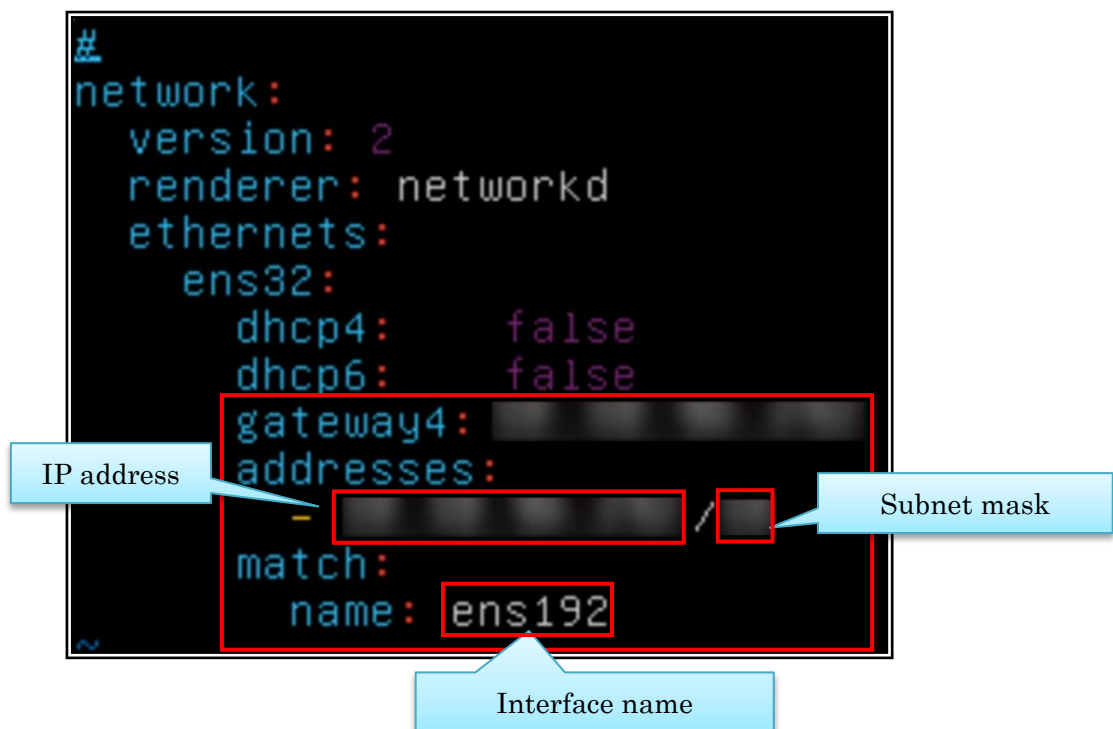 #
network:
  version: 2
  renderer: networkd
  ethernets:
    ens32:
      dhcp4:    false
      dhcp6:    false
      gateway4:
IP address
      addresses:
        - /
Subnet mask
      match:
        name: ens192
~
Interface name